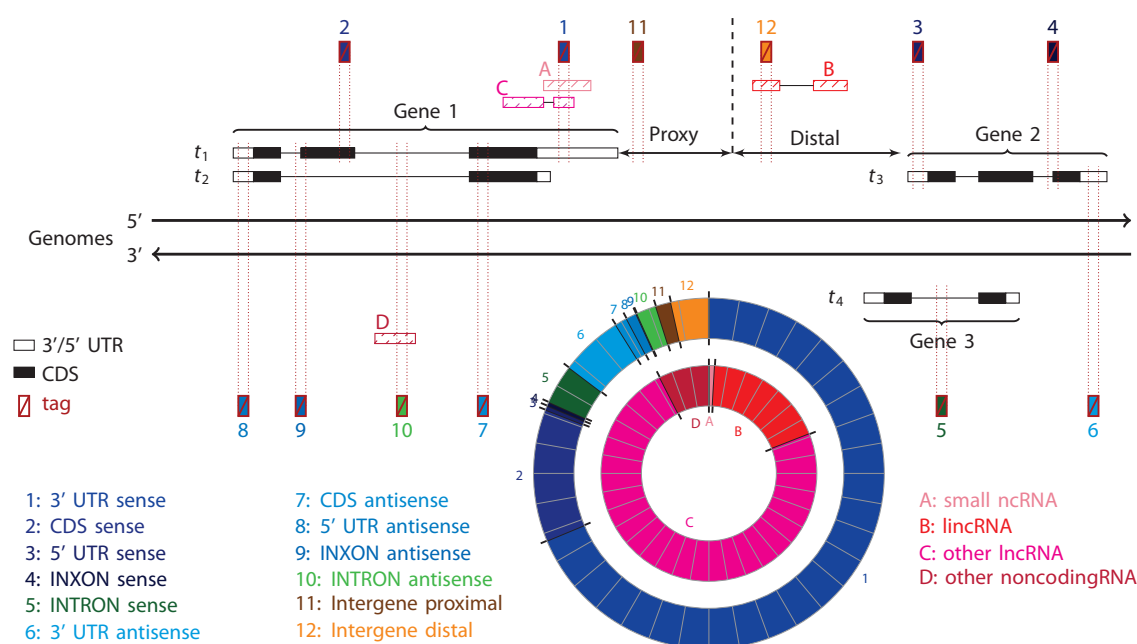 2
1
11
12
3
4
A
B
C
Gene 1
Proxy
Distal
Gene 2
t1
t2
t3
5′
Genomes
3′
t4
Gene 3
D
3′/5′ UTR
CDS
tag
8
9
10
7
5
6
1
2
3
4
5
6
7
8
9
10
11
12
A
B
C
D
1: 3′ UTR sense
2: CDS sense
3: 5′ UTR sense
4: INXON sense
5: INTRON sense
6: 3′ UTR antisense
7: CDS antisense
8: 5′ UTR antisense
9: INXON antisense
10: INTRON antisense
11: Intergene proximal
12: Intergene distal
A: small ncRNA
B: lincRNA
C: other lncRNA
D: other noncodingRNA